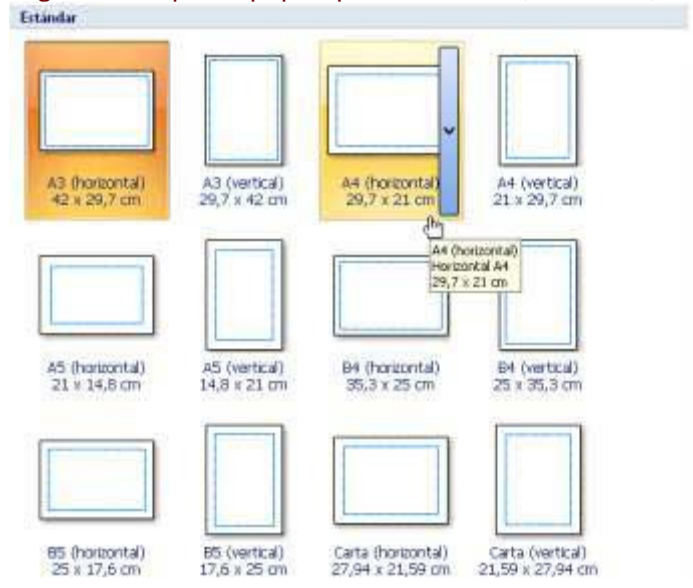 Estándar
A3 (horizontal)
42 x 29,7 cm
A3 (vertical)
29,7 x 42 cm
A4 (horizontal)
29,7 x 21 cm
A4 (vertical)
21 x 29,7 cm
A4 (horizontal)
Horizontal A4
29,7 x 21 cm
A5 (horizontal)
21 x 14,8 cm
A5 (vertical)
14,8 x 21 cm
B4 (horizontal)
35,3 x 25 cm
B4 (vertical)
25 x 35,3 cm
B5 (horizontal)
25 x 17,6 cm
B5 (vertical)
17,6 x 25 cm
Carta (horizontal)
27,94 x 21,59 cm
Carta (vertical)
21,59 x 27,94 cm